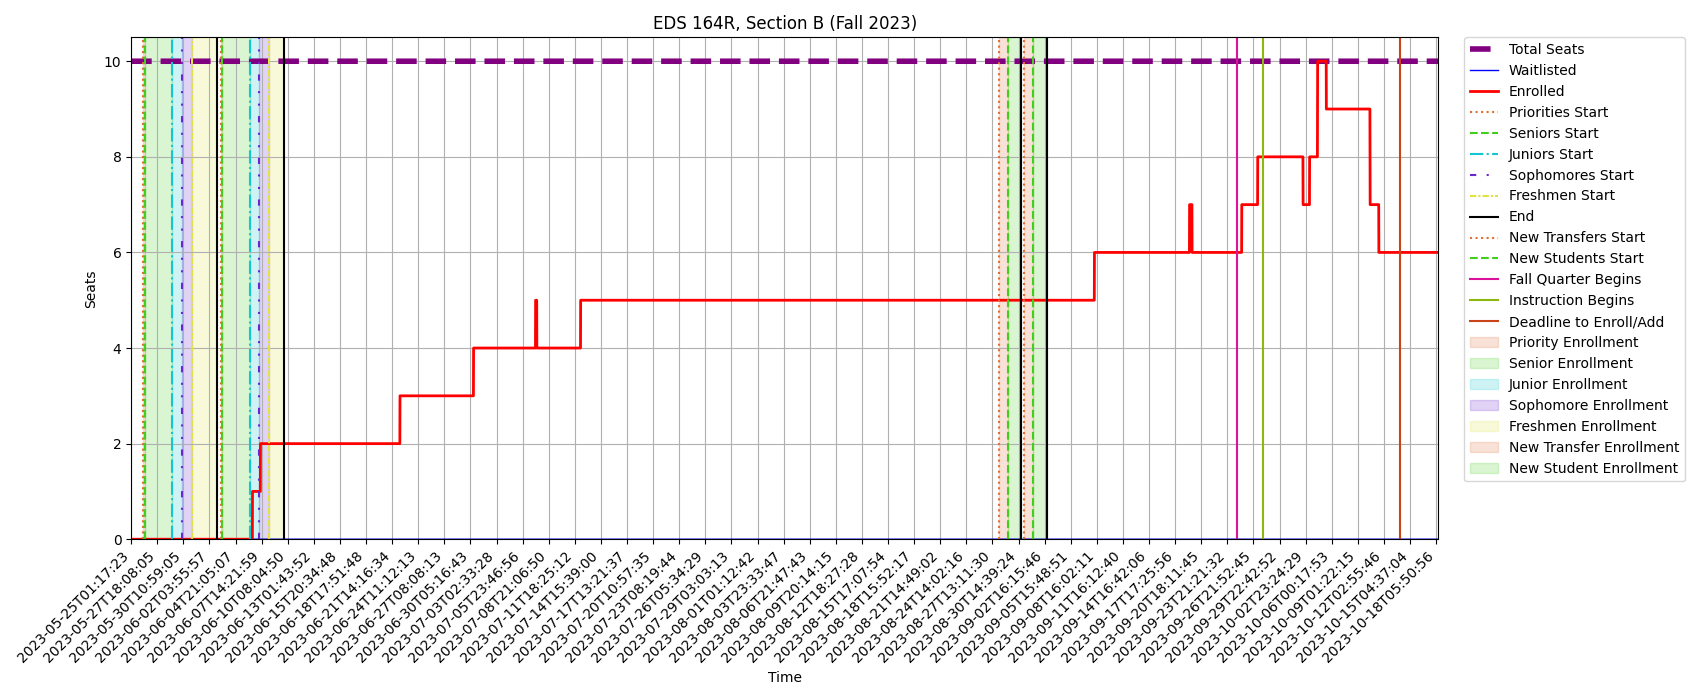 EDS 164R, Section B (Fall 2023)
Seats
10
8
6
4
2
0
2023-05-25T01:17:23
2023-05-27T18:08:05
2023-05-30T10:59:05
2023-06-02T03:55:57
2023-06-04T21:05:07
2023-06-07T14:21:59
2023-06-10T08:04:50
2023-06-13T01:43:52
2023-06-15T20:34:48
2023-06-18T17:51:48
2023-06-21T14:16:34
2023-06-24T11:12:13
2023-06-27T08:08:13
2023-06-30T05:16:43
2023-07-03T02:33:28
2023-07-05T23:46:56
2023-07-08T21:06:50
2023-07-11T18:25:12
2023-07-14T15:39:00
2023-07-17T13:21:37
2023-07-20T10:57:35
2023-07-23T08:19:44
2023-07-26T05:34:29
2023-07-29T03:03:13
2023-08-01T01:12:42
2023-08-03T23:33:47
2023-08-06T21:47:43
2023-08-09T20:14:15
2023-08-12T18:27:28
2023-08-15T17:07:54
2023-08-18T15:52:17
2023-08-21T14:49:02
2023-08-24T14:02:16
2023-08-27T13:11:30
2023-08-30T14:39:24
2023-09-02T16:15:46
2023-09-05T15:48:51
2023-09-08T16:02:11
2023-09-11T16:12:40
2023-09-14T16:42:06
2023-09-17T17:25:56
2023-09-20T18:11:45
2023-09-23T21:21:32
2023-09-26T21:52:45
2023-09-29T22:42:52
2023-10-02T23:24:29
2023-10-06T00:17:53
2023-10-09T01:22:15
2023-10-12T02:55:46
2023-10-15T04:37:04
2023-10-18T05:50:56
Time
Total Seats
Waitlisted
Enrolled
Priorities Start
Seniors Start
Juniors Start
Sophomores Start
Freshmen Start
End
New Transfers Start
New Students Start
Fall Quarter Begins
Instruction Begins
Deadline to Enroll/Add
Priority Enrollment
Senior Enrollment
Junior Enrollment
Sophomore Enrollment
Freshmen Enrollment
New Transfer Enrollment
New Student Enrollment